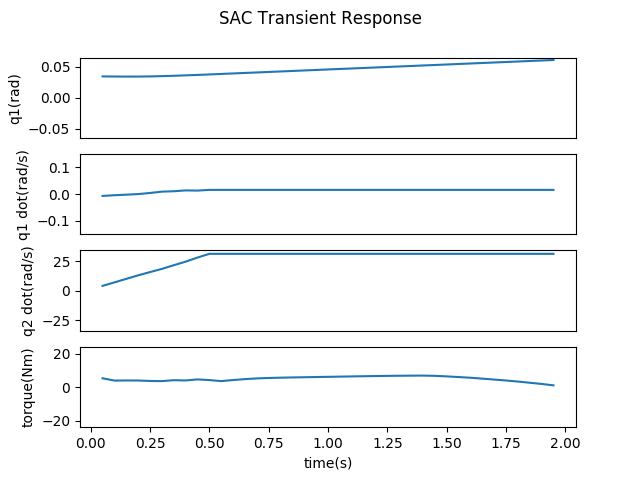 SAC Transient Response
q1(rad)
0.05
0.00
−0.05
q1 dot(rad/s)
0.1
0.0
−0.1
q2 dot(rad/s)
25
0
−25
torque(Nm)
20
0
−20
0.00 0.25 0.50 0.75 1.00 1.25 1.50 1.75 2.00
time(s)